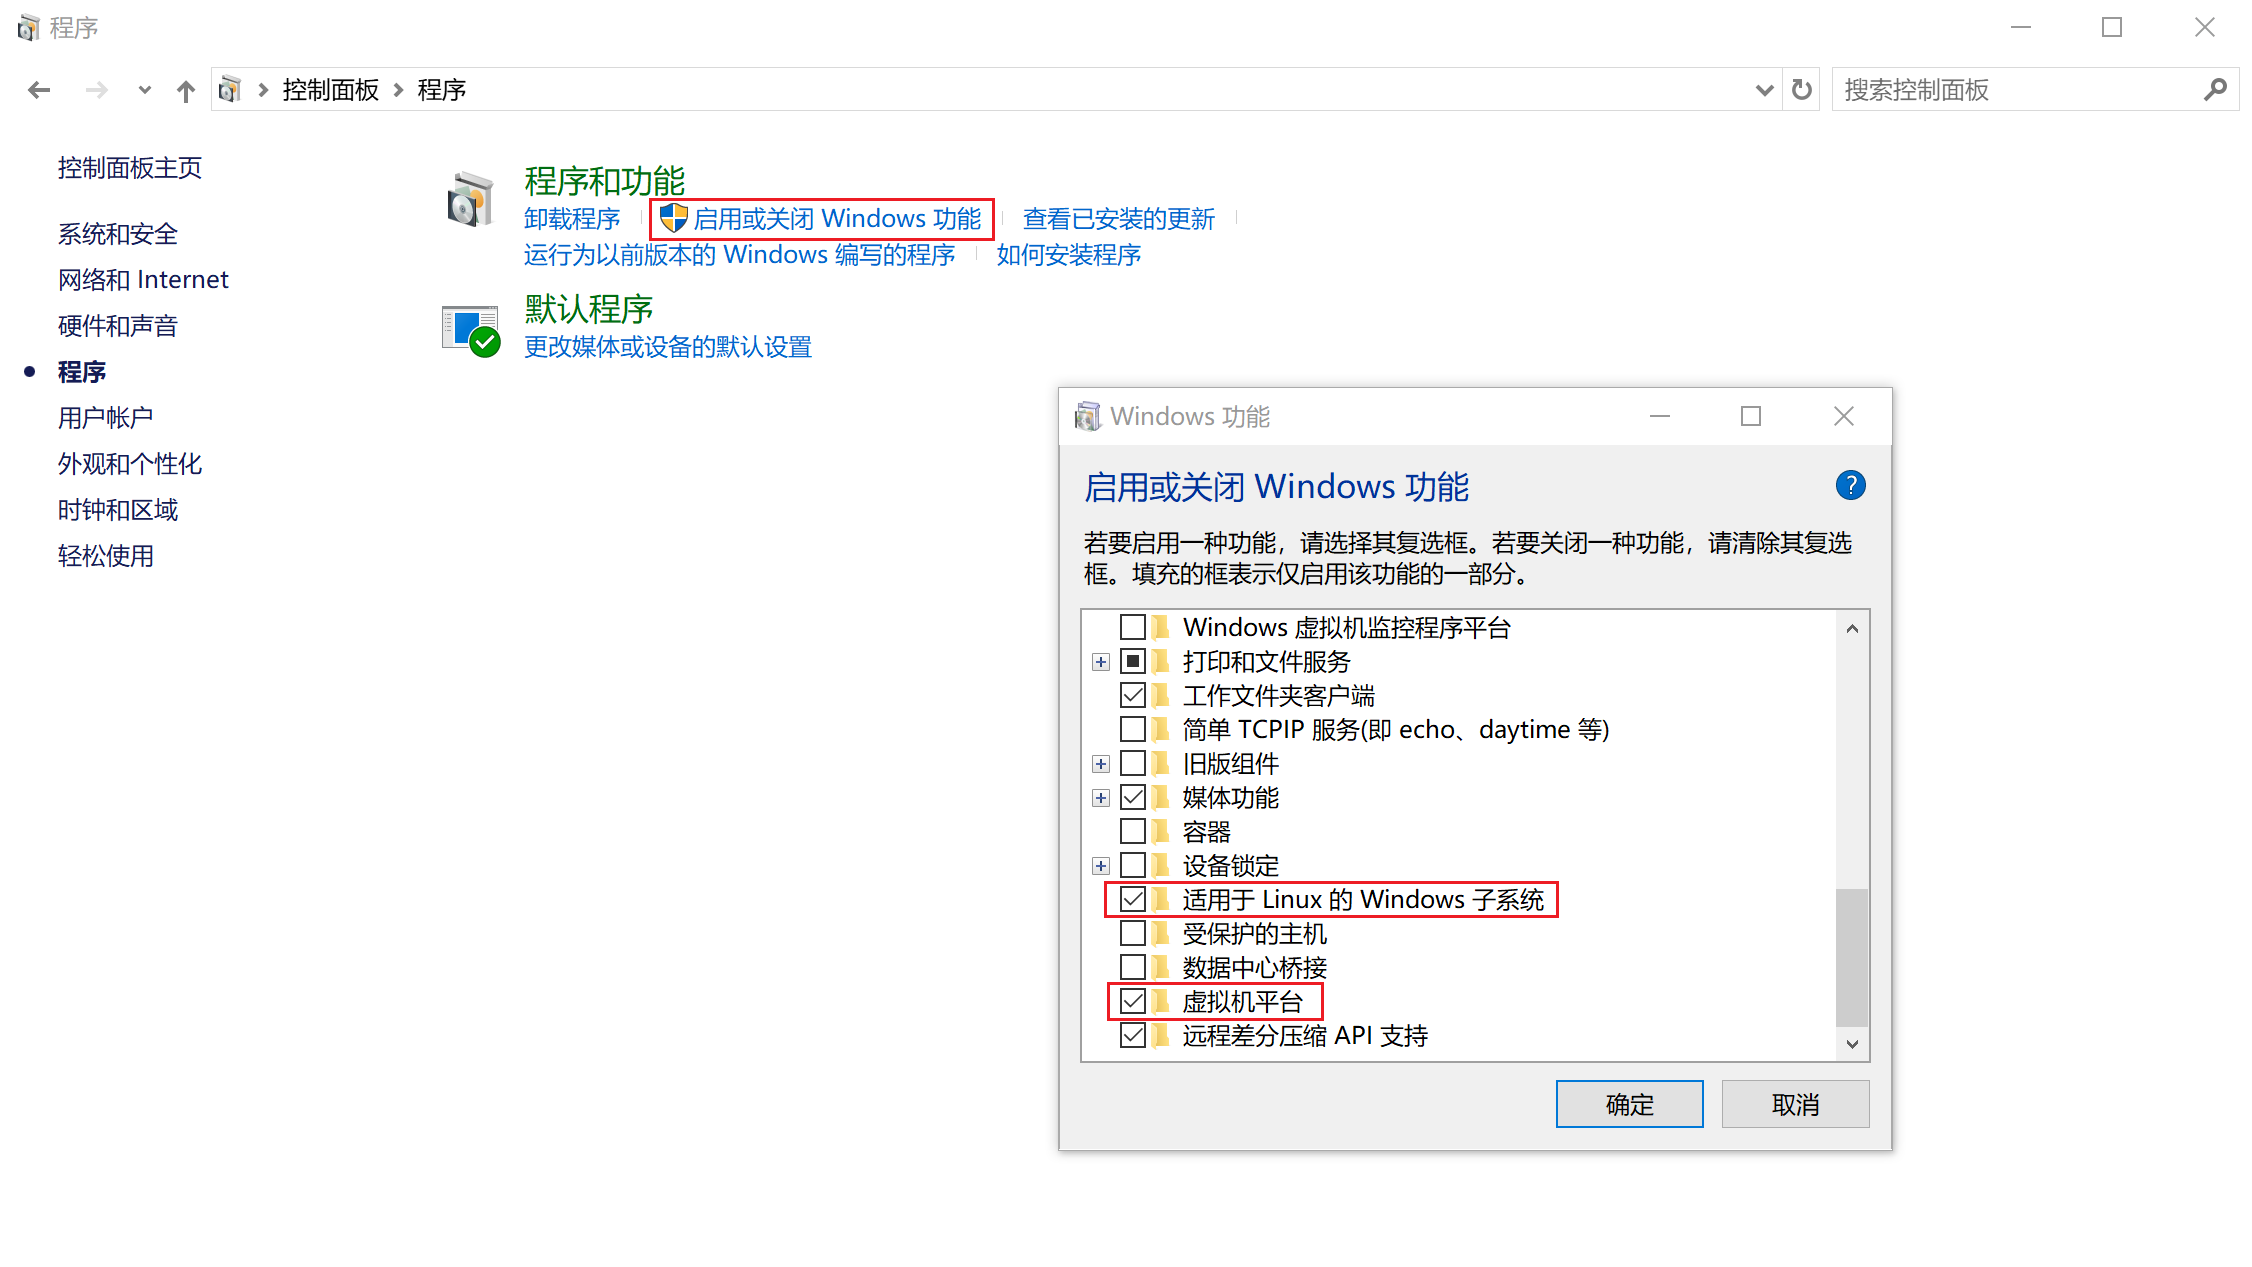 程序
控制面板 程序
搜索控制面板
控制面板主页
系统和安全
网络和 Internet
硬件和声音
程序
用户帐户
外观和个性化
时钟和区域
轻松使用
程序和功能
卸载程序 启用或关闭 Windows 功能 查看已安装的更新
运行为以前版本的 Windows 编写的程序 如何安装程序
默认程序
更改媒体或设备的默认设置
Windows 功能
启用或关闭 Windows 功能
?
若要启用一种功能，请选择其复选框。若要关闭一种功能，请清除其复选
框。填充的框表示仅启用该功能的一部分。
Windows 虚拟机监控程序平台
打印和文件服务
工作文件夹客户端
简单 TCPIP 服务(即 echo、daytime 等)
旧版组件
媒体功能
容器
设备锁定
适用于 Linux 的 Windows 子系统
受保护的主机
数据中心桥接
虚拟机平台
远程差分压缩 API 支持
确定 取消